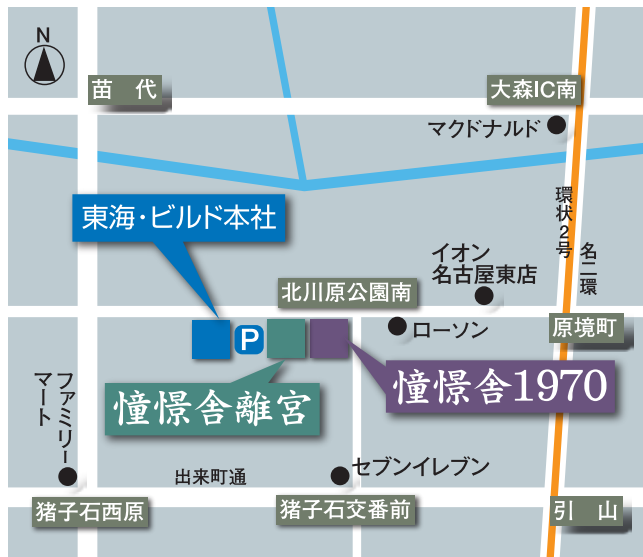 N
苗 代
大森IC南
マクドナルド
東海・ビルド本社
環状2号
名二環
イオン
名古屋東店
北川原公園南
P
ローソン
原境町
憧憬舎離宮
憧憬舎1970
ファミリー
マート
出来町通
セブンイレブン
猪子石西原
猪子石交番前
引 山